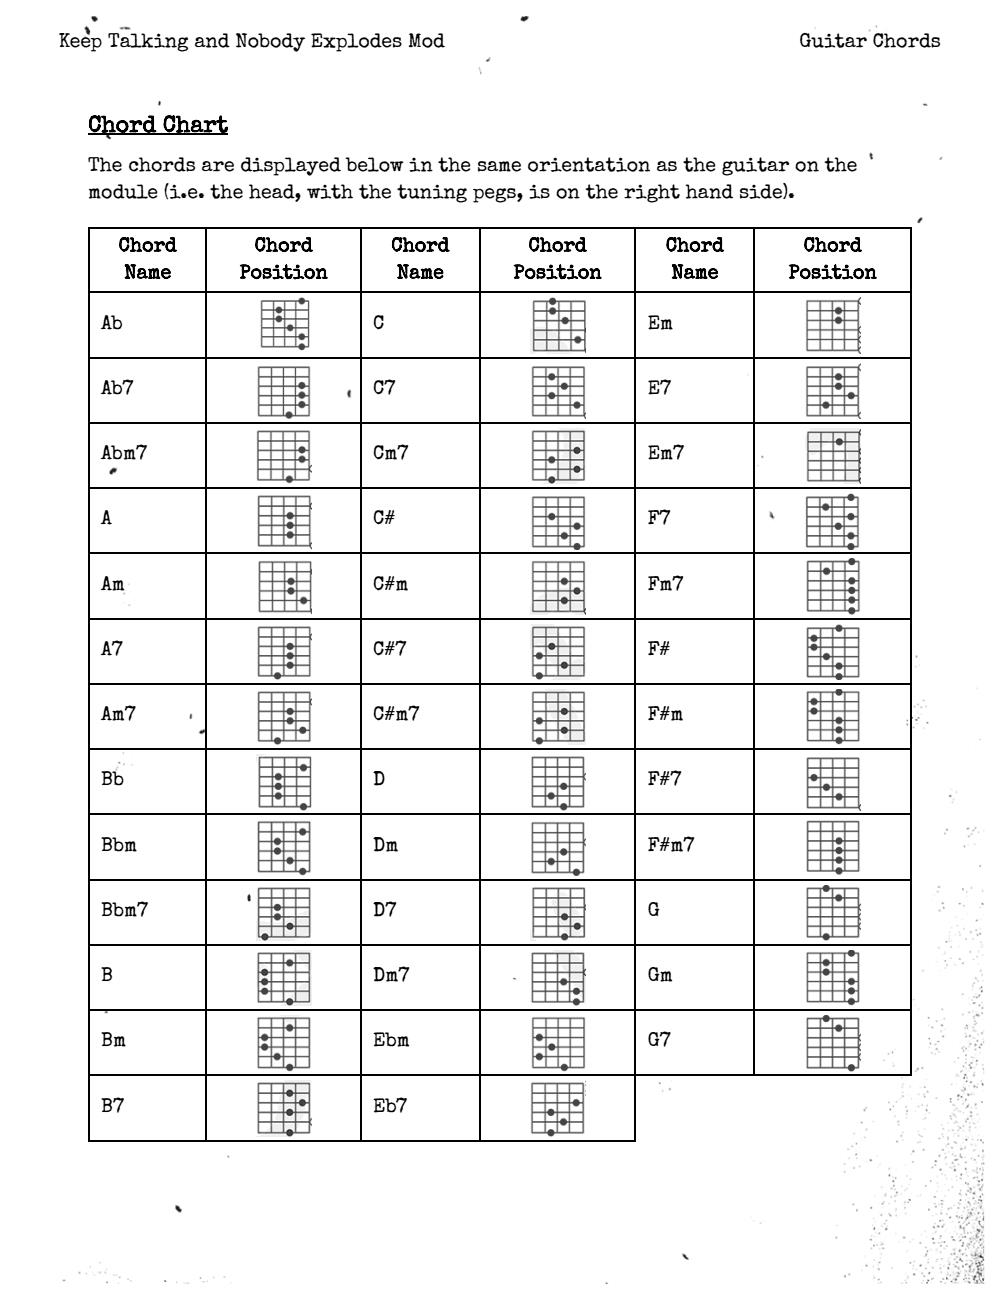 Keep Talking and Nobody Explodes Mod Guitar Chords
Chord Chart
The chords are displayed below in the same orientation as the guitar on the
module (i.e. the head, with the tuning pegs, is on the right hand side).
Chord Name Chord Position Chord Name Chord Position Chord Name Chord Position
Ab C Em
Ab7 C7 E7
Abm7 Cm7 Em7
A C# F7
Am C#m Fm7
A7 C#7 F#
Am7 C#m7 F#m
Bb D F#7
Bbm Dm F#m7
Bbm7 D7 G
B Dm7 Gm
Bm Ebm G7
B7 Eb7